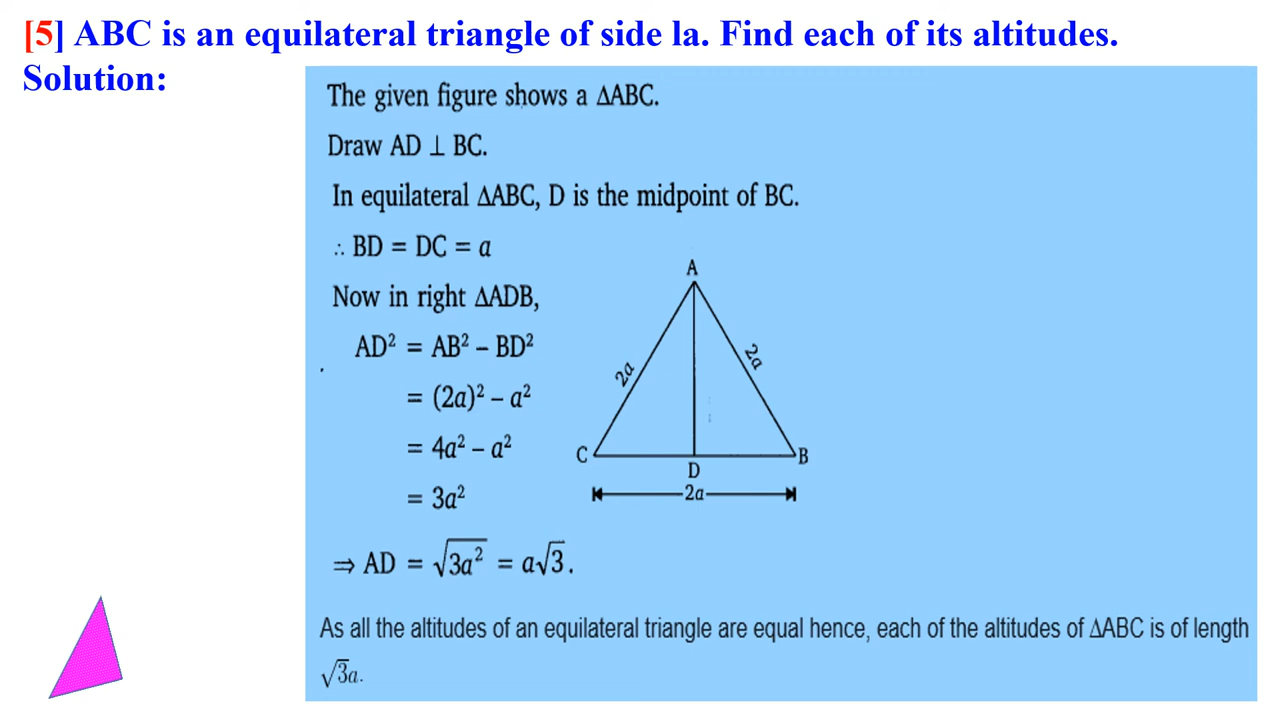 [5] ABC is an equilateral triangle of side la. Find each of its altitudes.
Solution:
The given figure shows a ΔABC.
Draw AD ⊥ BC.
In equilateral ΔABC, D is the midpoint of BC.
∴ BD = DC = a
Now in right ΔADB,
AD² = AB² – BD²
= (2a)² – a²
= 4a² – a²
= 3a²
⇒ AD = √3a² = a√3.
A
2a
2a
C
B
D
2a
As all the altitudes of an equilateral triangle are equal hence, each of the altitudes of ΔABC is of length
√3a.